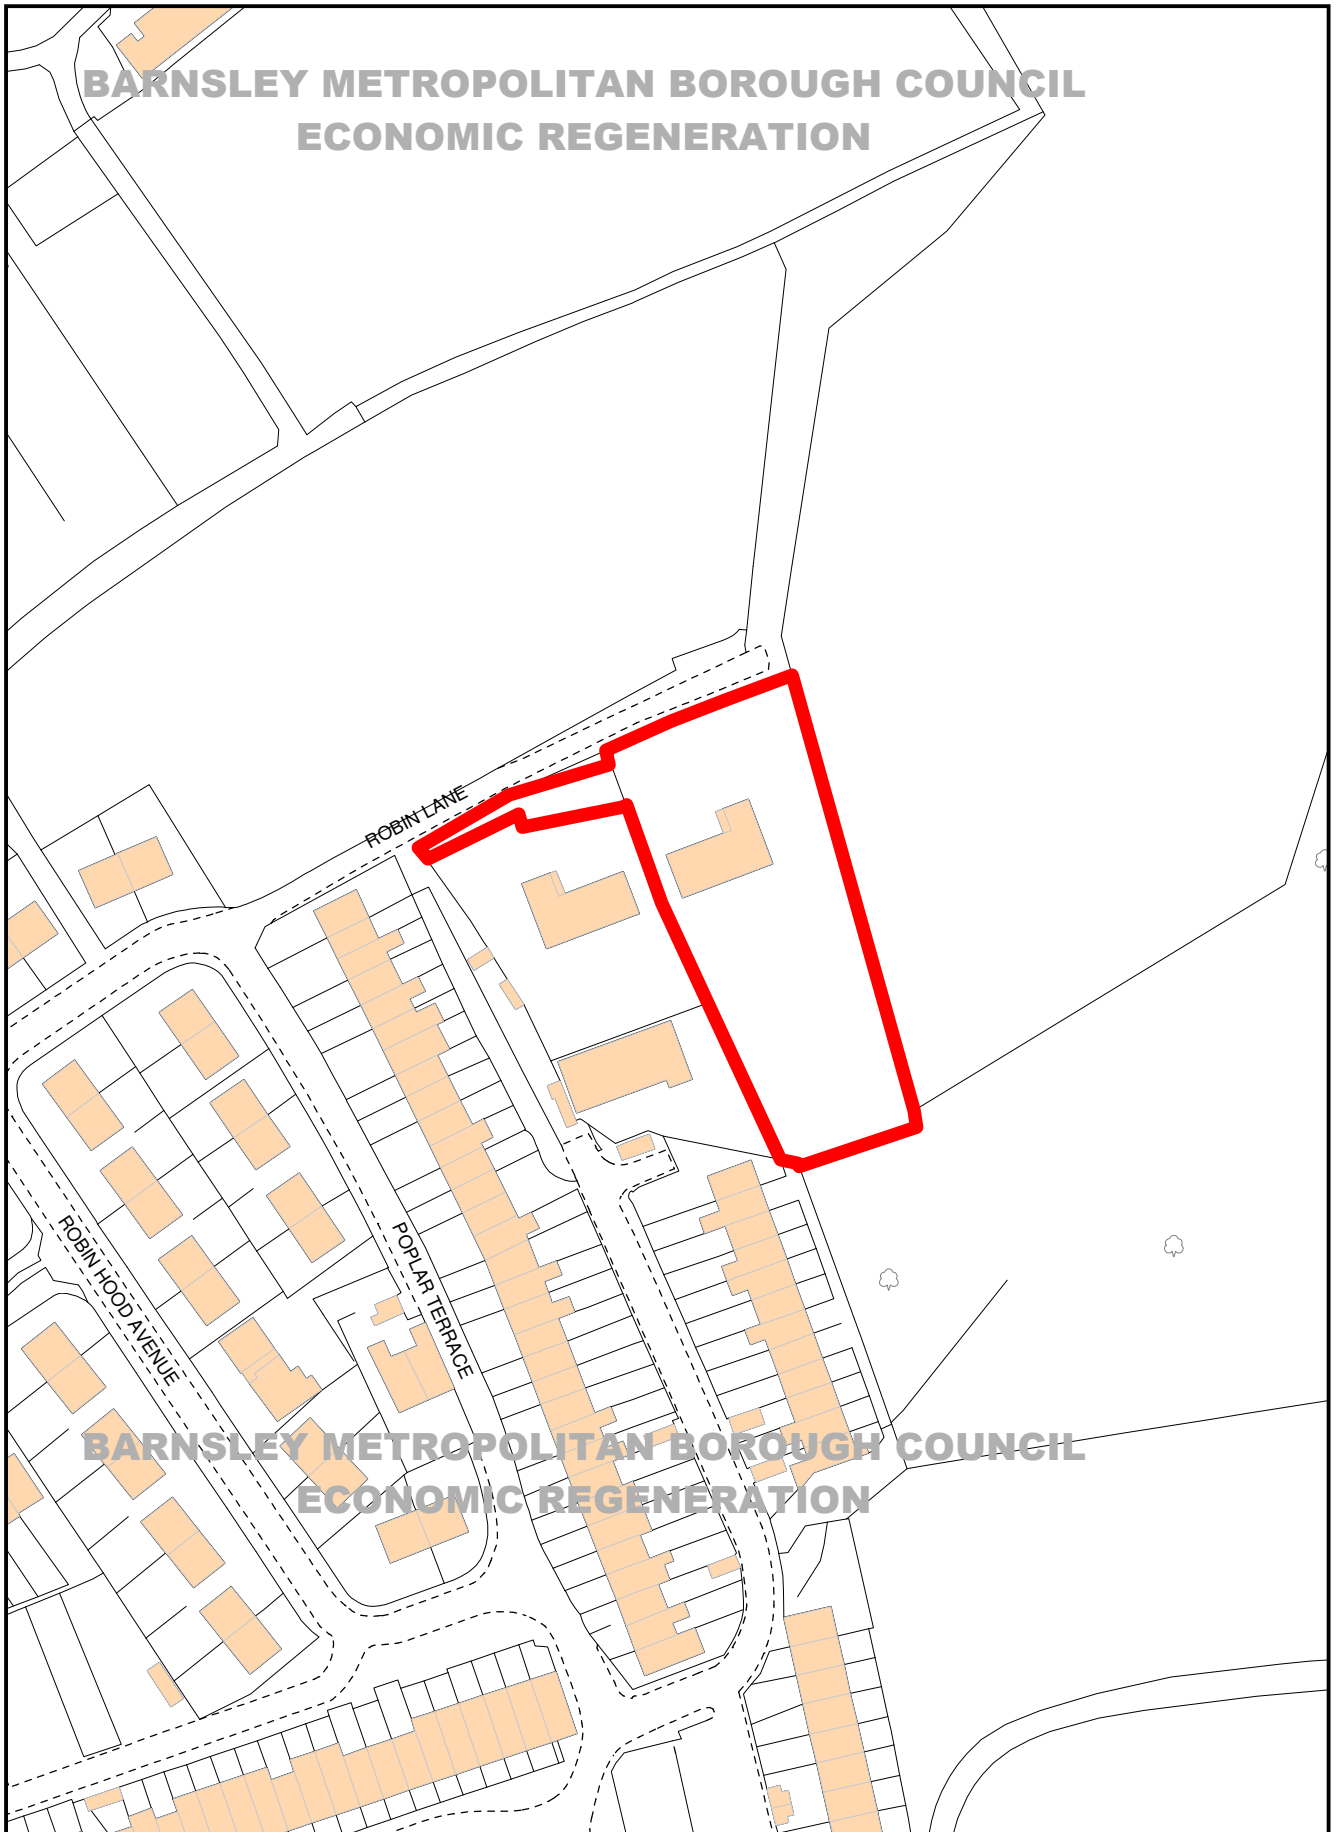 BARNSLEY METROPOLITAN BOROUGH COUNCIL
ECONOMIC REGENERATION
ROBIN LANE
ROBIN HOOD AVENUE
POPLAR TERRACE
BARNSLEY METROPOLITAN BOROUGH COUNCIL
ECONOMIC REGENERATION